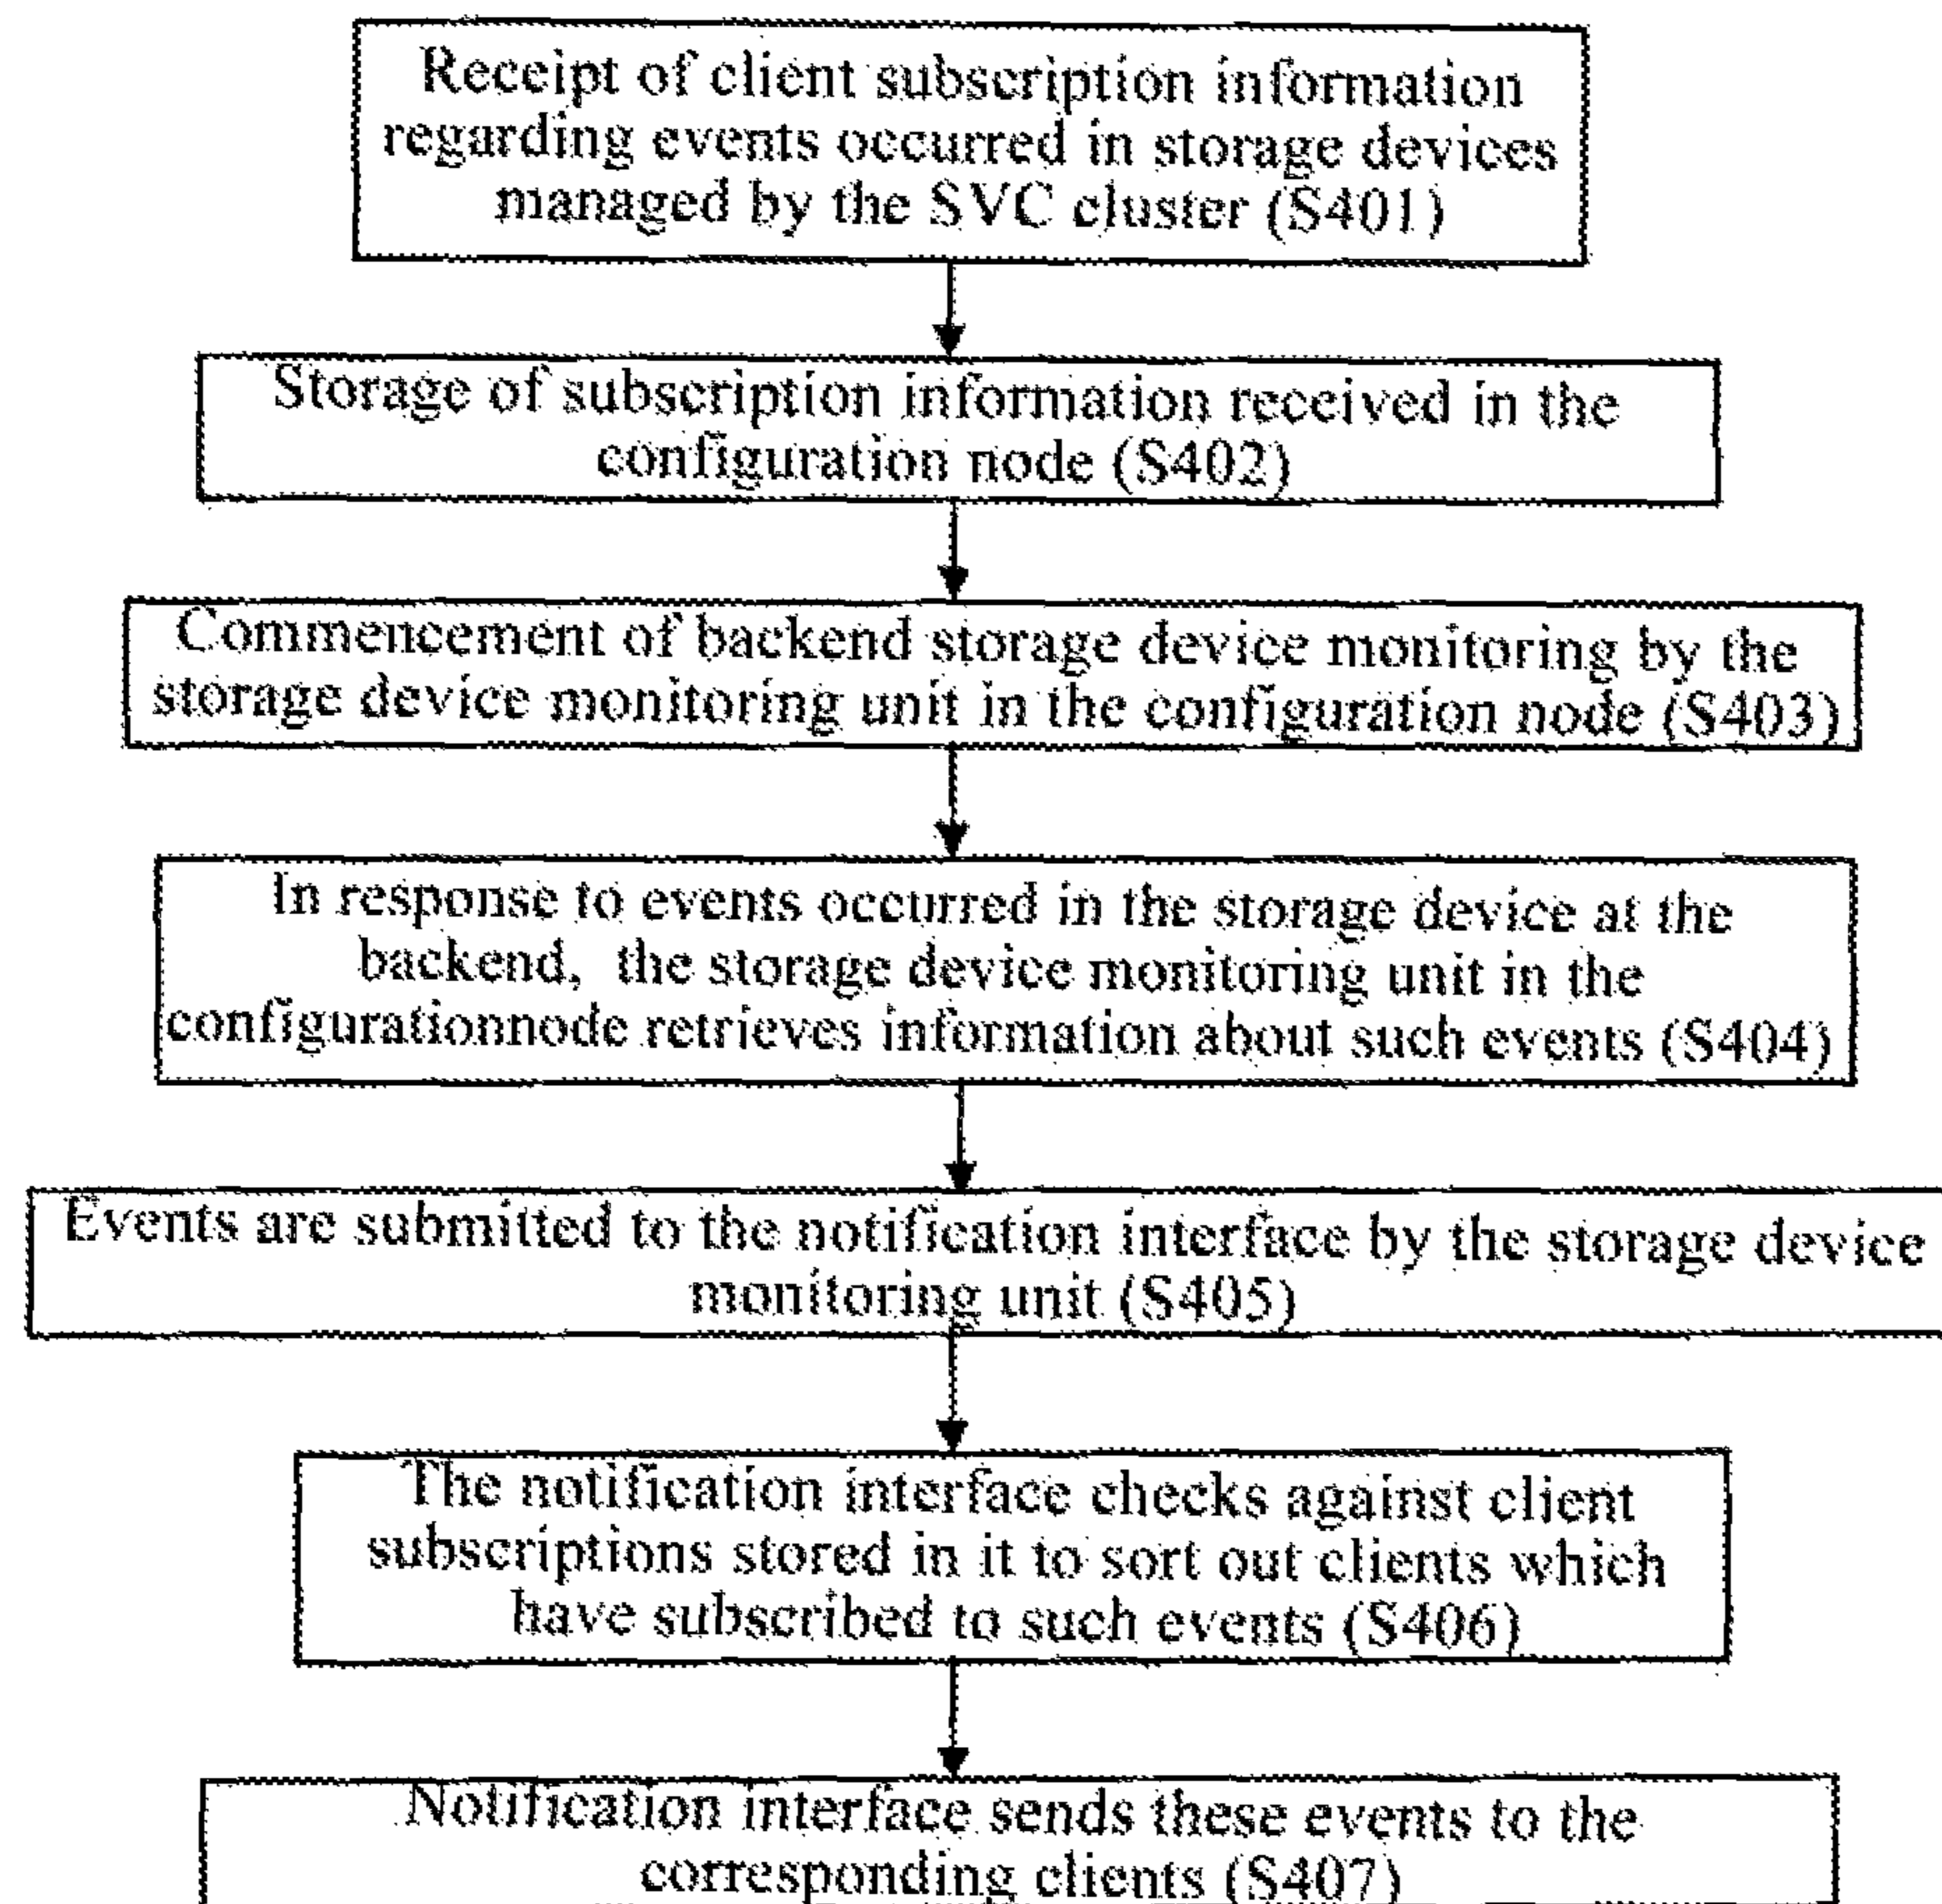 Receipt of client subscription information
regarding events occurred in storage devices
managed by the SVC cluster (S401)
Storage of subscription information received in the
configuration node (S402)
Commencement of backend storage device monitoring by the
storage device monitoring unit in the configuration node (S403)
In response to events occurred in the storage device at the
backend, the storage device monitoring unit in the
configurationnode retrieves information about such events (S404)
Events are submitted to the notification interface by the storage device
monitoring unit (S405)
The notification interface checks against client
subscriptions stored in it to sort out clients which
have subscribed to such events (S406)
Notification interface sends these events to the
corresponding clients (S407)